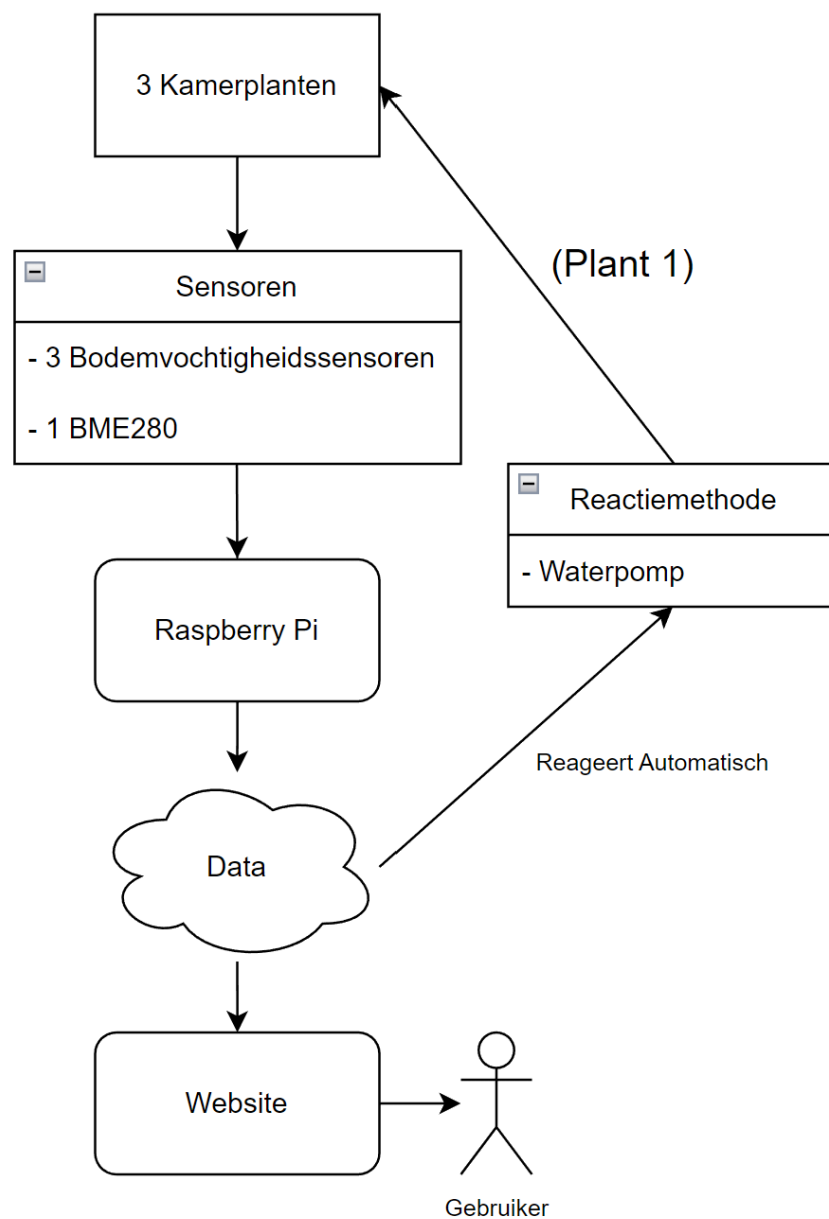 3 Kamerplanten
(Plant 1)
Sensoren
- 3 Bodemvochtigheidssensoren
- 1 BME280
Reactiemethode
- Waterpomp
Raspberry Pi
Reageert Automatisch
Data
Website
Gebruiker